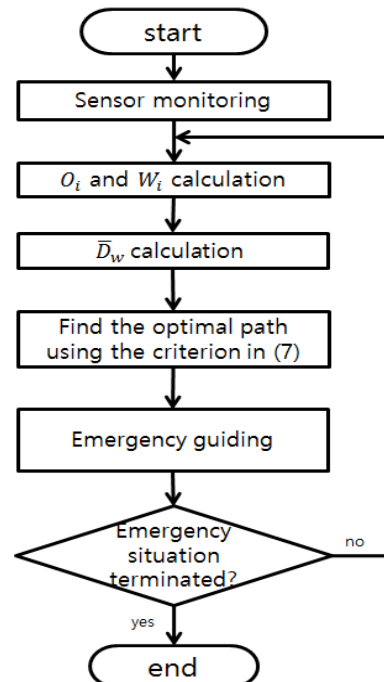 start
Sensor monitoring
𝑂ᵢ and 𝑊ᵢ calculation
D̅_w calculation
Find the optimal path
using the criterion in (7)
Emergency guiding
Emergency
situation
terminated?
no
yes
end